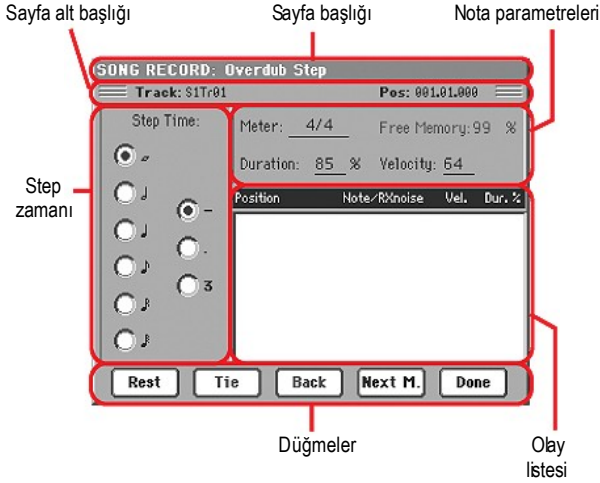 Sayfa alt başlığı
Sayfa başlığı
Nota parametreleri
SONG RECORD: Overdub Step
Track: S1Tr01 Pos: 001.01.000
Step Time:
Meter: 4/4 Free Memory: 99 %
Duration: 85 % Velocity: 64
Step zamanı
3
Position Note/RXnoise Vel. Dur. %
Rest Tie Back Next M. Done
Düğmeler
Olay listesi